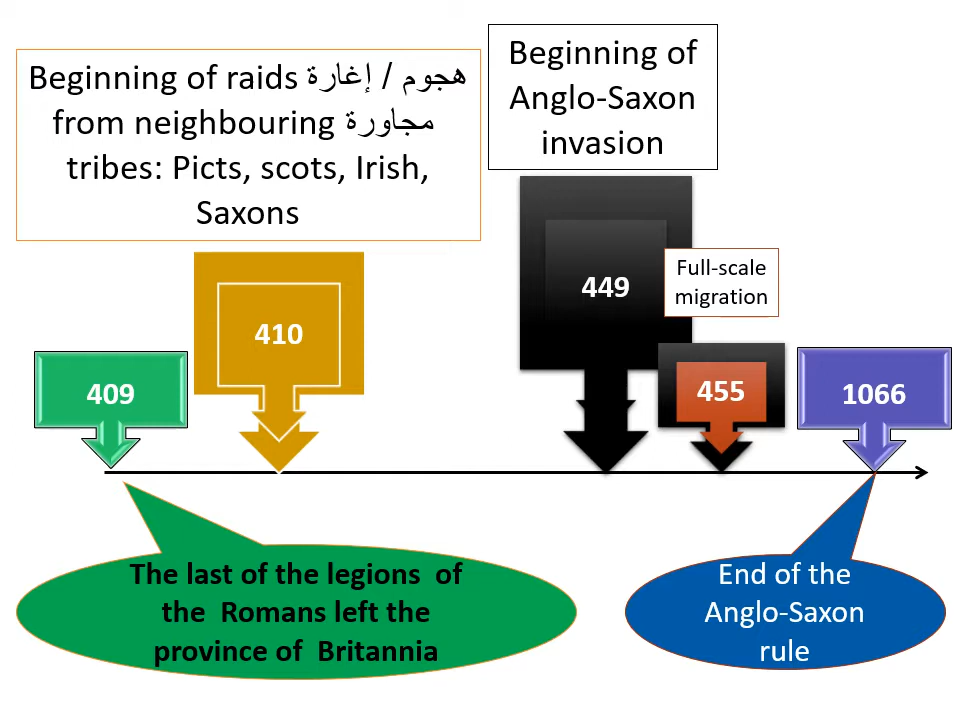 Beginning of raids هجوم / إغارة
from neighbouring مجاورة
tribes: Picts, scots, Irish,
Saxons
Beginning of
Anglo-Saxon
invasion
409
410
449
Full-scale
migration
455
1066
The last of the legions of
the Romans left the
province of Britannia
End of the
Anglo-Saxon
rule